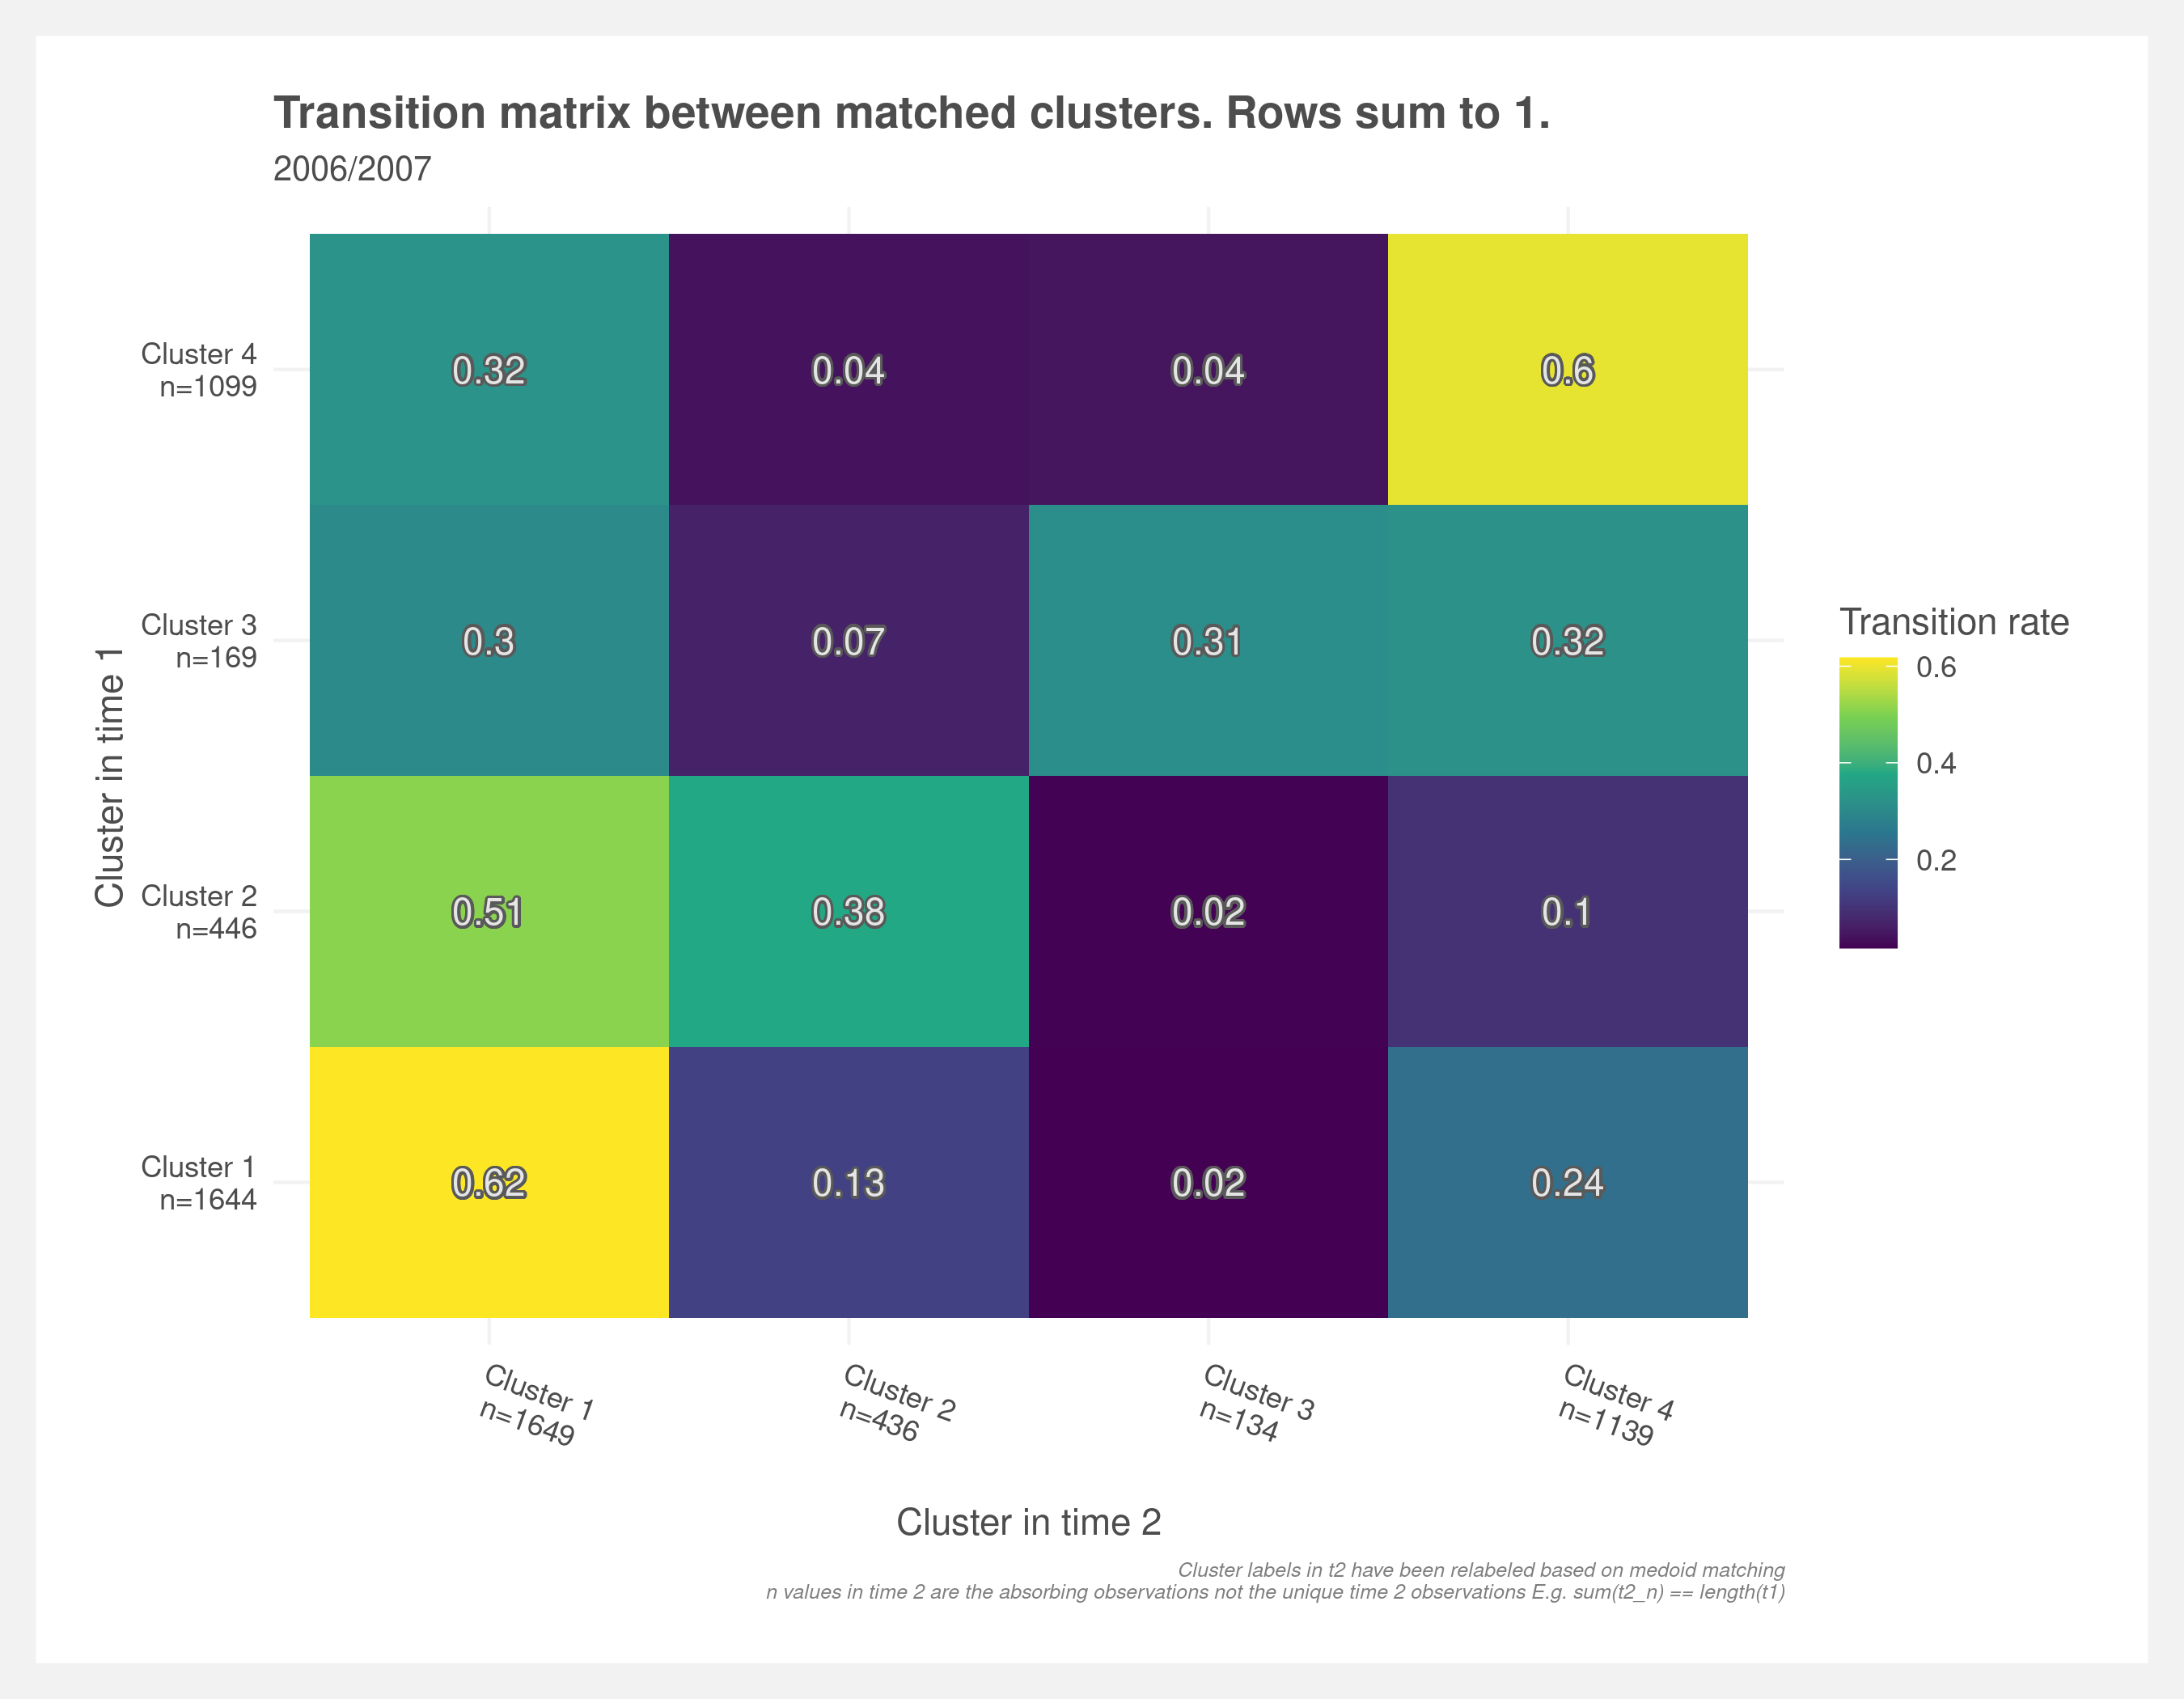 Transition matrix between matched clusters. Rows sum to 1.
2006/2007
Cluster in time 1
Cluster 4
n=1099
0.32 0.04 0.04 0.6
Cluster 3
n=169
0.3 0.07 0.31 0.32
Cluster 2
n=446
0.51 0.38 0.02 0.1
Cluster 1
n=1644
0.62 0.13 0.02 0.24
Cluster 1
n=1649
Cluster 2
n=436
Cluster 3
n=134
Cluster 4
n=1139
Cluster in time 2
Transition rate
0.6
0.4
0.2
Cluster labels in t2 have been relabeled based on medoid matching
n values in time 2 are the absorbing observations not the unique time 2 observations E.g. sum(t2_n) == length(t1)